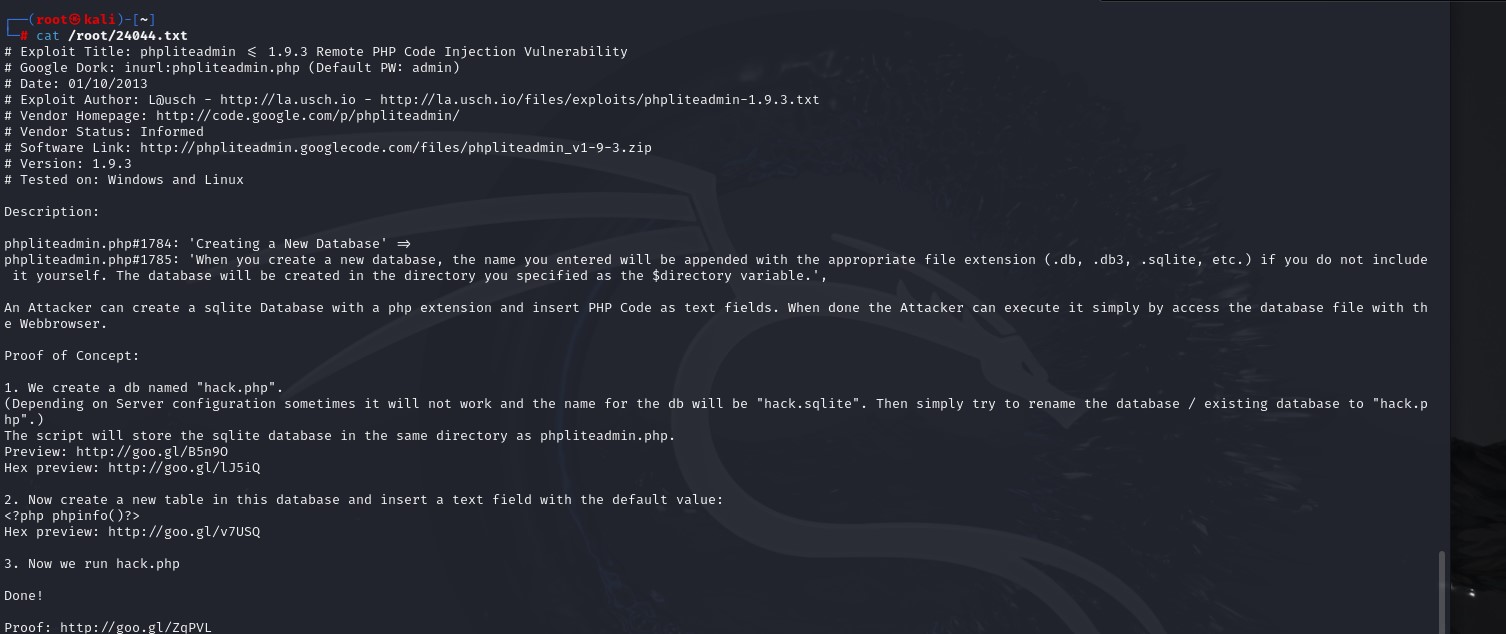 ┌──(root㉿kali)-[~]
└─# cat /root/24044.txt
# Exploit Title: phpliteadmin ≤ 1.9.3 Remote PHP Code Injection Vulnerability
# Google Dork: inurl:phpliteadmin.php (Default PW: admin)
# Date: 01/10/2013
# Exploit Author: L@usch - http://la.usch.io - http://la.usch.io/files/exploits/phpliteadmin-1.9.3.txt
# Vendor Homepage: http://code.google.com/p/phpliteadmin/
# Vendor Status: Informed
# Software Link: http://phpliteadmin.googlecode.com/files/phpliteadmin_v1-9-3.zip
# Version: 1.9.3
# Tested on: Windows and Linux
Description:
phpliteadmin.php#1784: 'Creating a New Database' ⇒
phpliteadmin.php#1785: 'When you create a new database, the name you entered will be appended with the appropriate file extension (.db, .db3, .sqlite, etc.) if you do not include
 it yourself. The database will be created in the directory you specified as the $directory variable.',
An Attacker can create a sqlite Database with a php extension and insert PHP Code as text fields. When done the Attacker can execute it simply by access the database file with th
e Webbrowser.
Proof of Concept:
1. We create a db named "hack.php".
(Depending on Server configuration sometimes it will not work and the name for the db will be "hack.sqlite". Then simply try to rename the database / existing database to "hack.p
hp".)
The script will store the sqlite database in the same directory as phpliteadmin.php.
Preview: http://goo.gl/B5n9O
Hex preview: http://goo.gl/lJ5iQ
2. Now create a new table in this database and insert a text field with the default value:
<?php phpinfo()?>
Hex preview: http://goo.gl/v7USQ
3. Now we run hack.php
Done!
Proof: http://goo.gl/ZqPVL